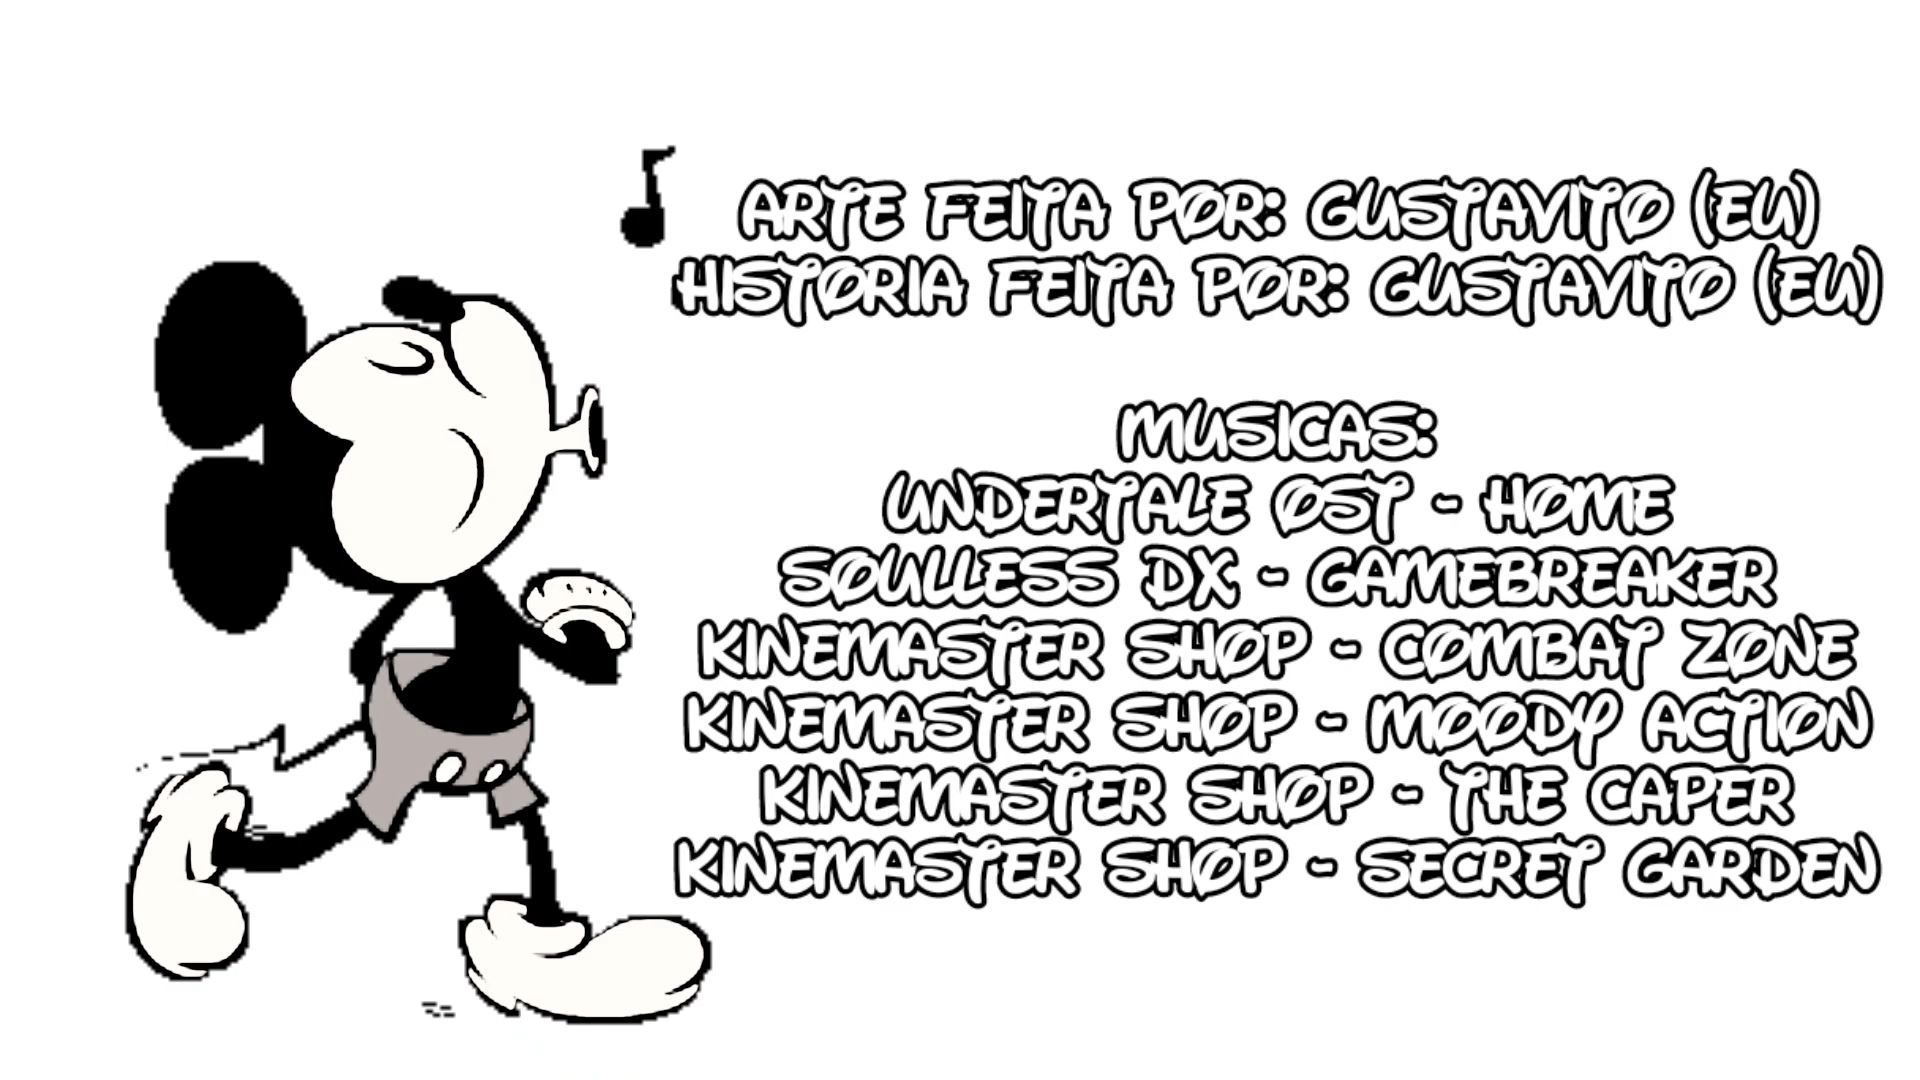 ARTE FEITA POR: GUSTAVITO (EU)
HISTORIA FEITA POR: GUSTAVITO (EU)
MUSICAS:
UNDERTALE OST - HOME
SOULLESS DX - GAMEBREAKER
KINEMASTER SHOP - COMBAT ZONE
KINEMASTER SHOP - MOODY ACTION
KINEMASTER SHOP - THE CAPER
KINEMASTER SHOP - SECRET GARDEN